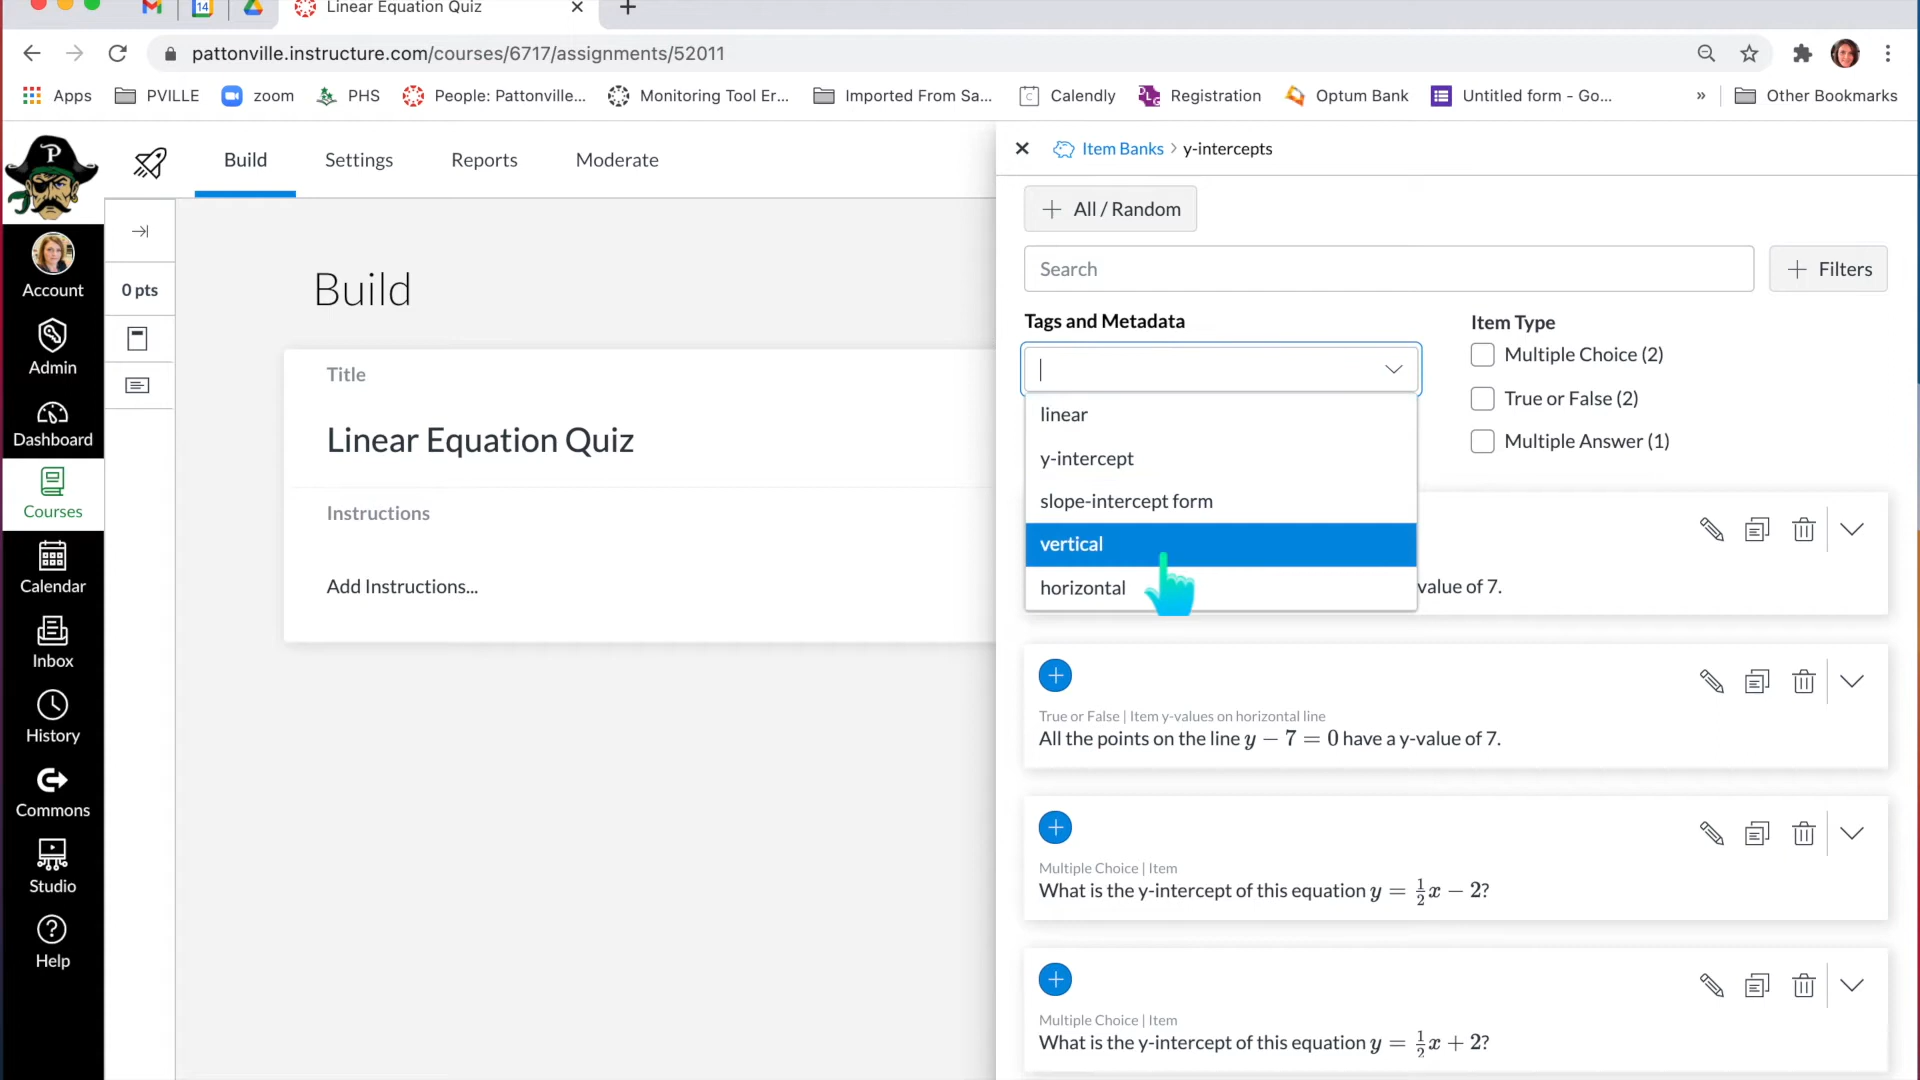 Linear Equation Quiz
14
pattonville.instructure.com/courses/6717/assignments/52011
Apps
PVILLE
zoom
PHS
People: Pattonville...
Monitoring Tool Er...
Imported From Sa...
Calendly
Registration
Optum Bank
Untitled form - Go...
»
Other Bookmarks
P
Account
Admin
Dashboard
Courses
Calendar
Inbox
History
Commons
Studio
Help
Build
Settings
Reports
Moderate
0 pts
Build
Title
Linear Equation Quiz
Instructions
Add Instructions...
Item Banks > y-intercepts
+ All / Random
Search
+ Filters
Tags and Metadata
linear
y-intercept
slope-intercept form
vertical
horizontal
Item Type
Multiple Choice (2)
True or False (2)
Multiple Answer (1)
value of 7.
True or False | Item y-values on horizontal line
All the points on the line y − 7 = 0 have a y-value of 7.
Multiple Choice | Item
What is the y-intercept of this equation y = 1/2 x − 2?
Multiple Choice | Item
What is the y-intercept of this equation y = 1/2 x + 2?